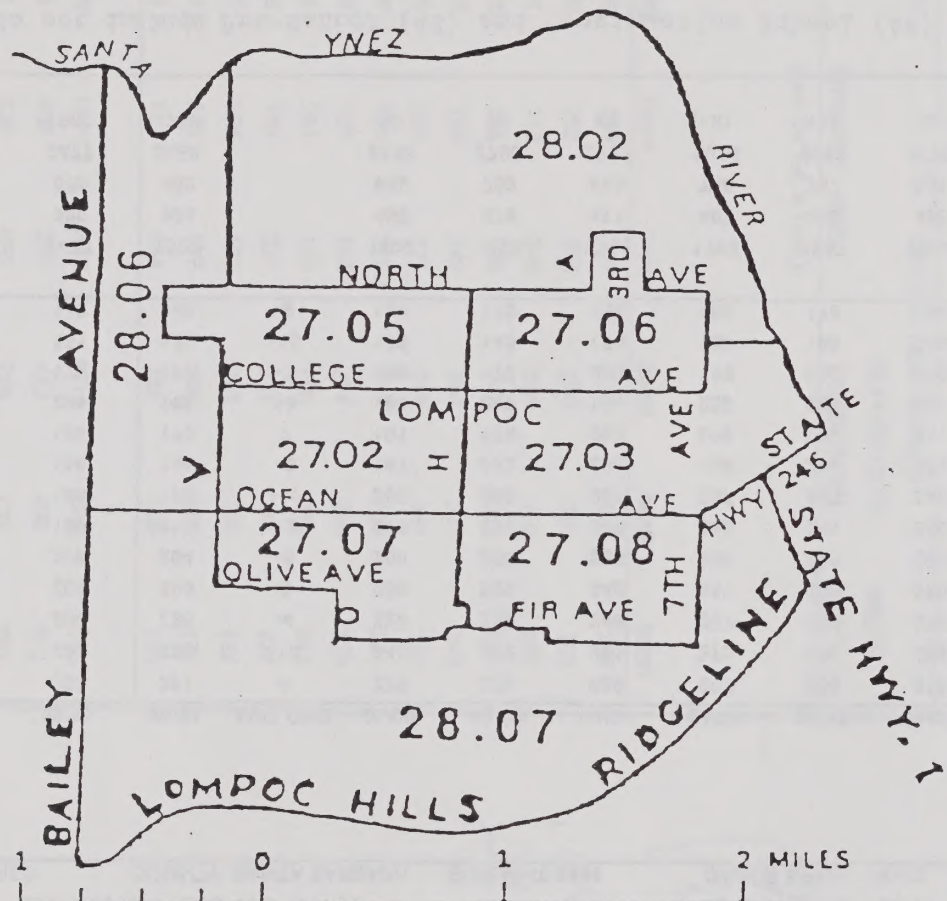 SANTA YNEZ RIVER
28.02
BAILEY AVENUE
28.06
NORTH AVE
A
3RD
27.05
27.06
COLLEGE AVE
LOMPOC
27.02
H
27.03
AVE
V
OCEAN AVE
HWY 246
STATE
27.07
27.08
7TH
OLIVE AVE
O
FIR AVE
STATE HWY. 1
28.07
LOMPOC HILLS RIDGELINE
1 0 1 2 MILES